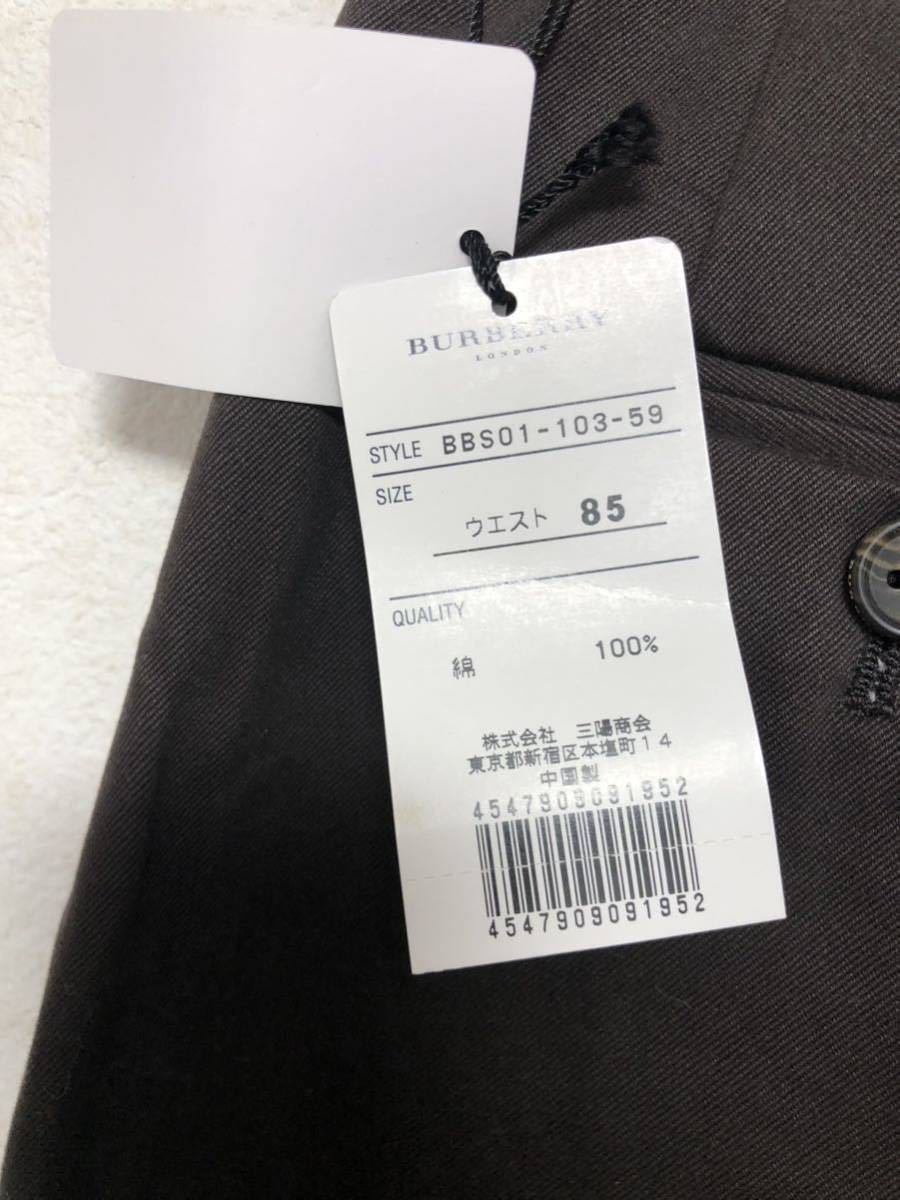 BURBERRY
LONDON
STYLE BBS01-103-59
SIZE
ウエスト 85
QUALITY
綿 100%
株式会社 三陽商会
東京都新宿区本塩町14
中国製
4547909091952
4547909091952